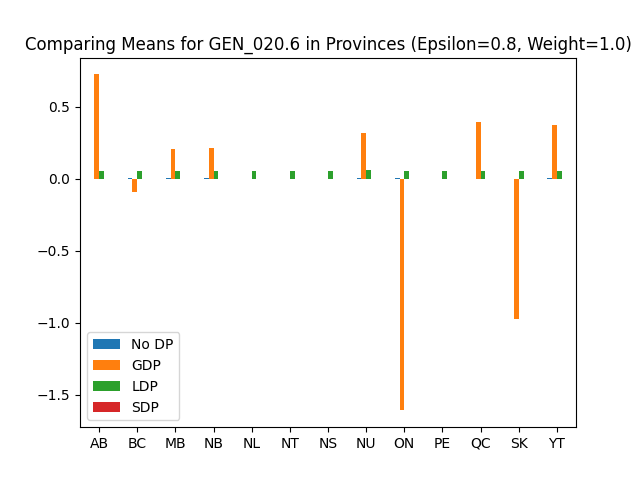 Comparing Means for GEN_020.6 in Provinces (Epsilon=0.8, Weight=1.0)
0.5
0.0
−0.5
−1.0
−1.5
No DP
GDP
LDP
SDP
AB BC MB NB NL NT NS NU ON PE QC SK YT